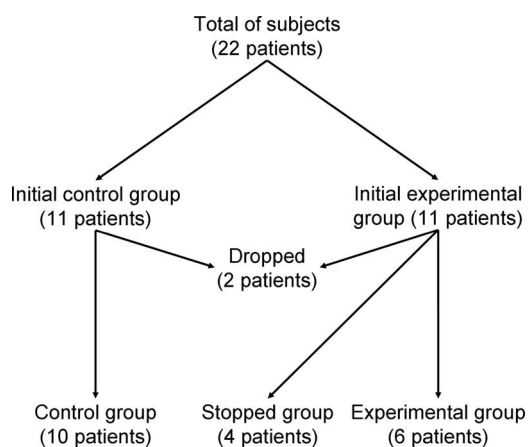 Total of subjects
(22 patients)
Initial control group
(11 patients)
Initial experimental
group (11 patients)
Dropped
(2 patients)
Control group
(10 patients)
Stopped group
(4 patients)
Experimental group
(6 patients)